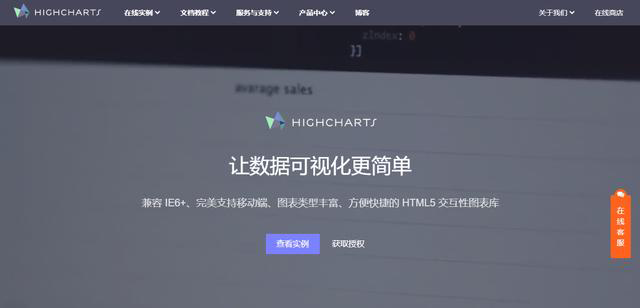 HIGHCHARTS 在线实例 文档教程 服务与支持 产品中心 博客 关于我们 在线商店
zIndex: 0
}]
avarage sales
HIGHCHARTS
让数据可视化更简单
兼容 IE6+、完美支持移动端、图表类型丰富、方便快捷的 HTML5 交互性图表库
查看实例 获取授权
在线客服